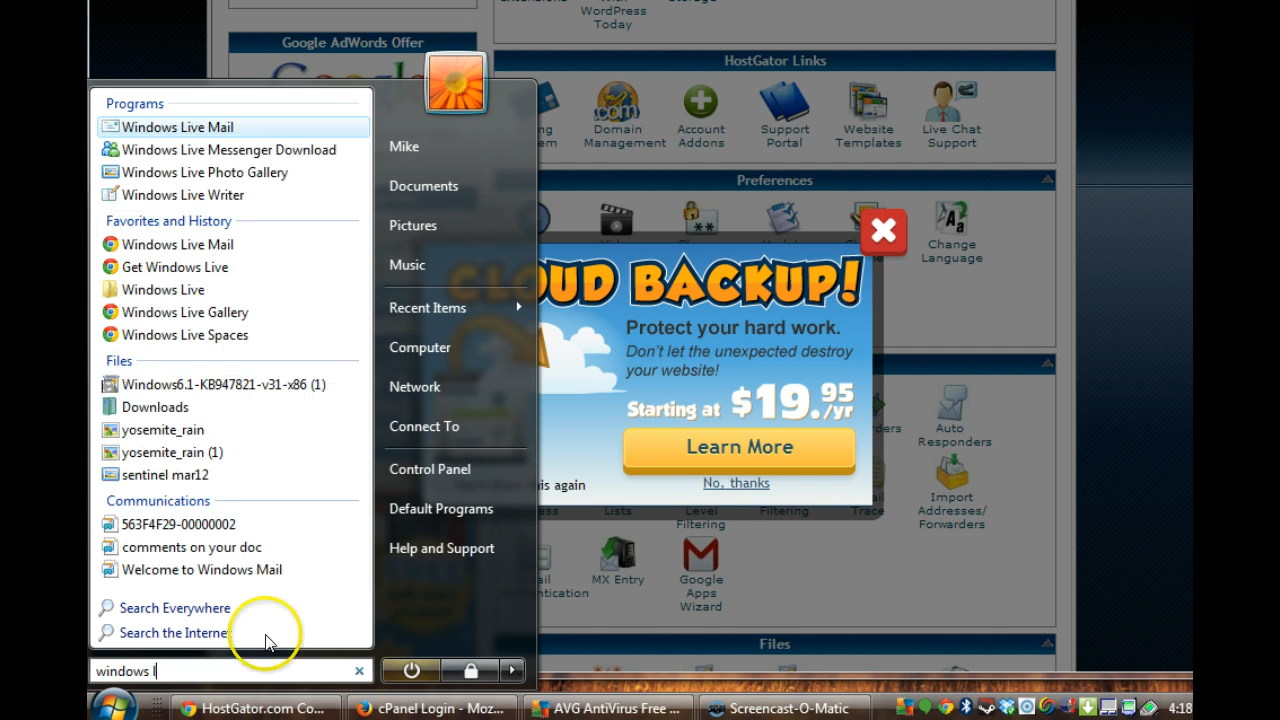 Programs
Windows Live Mail
Windows Live Messenger Download
Windows Live Photo Gallery
Windows Live Writer
Favorites and History
Windows Live Mail
Get Windows Live
Windows Live
Windows Live Gallery
Windows Live Spaces
Files
Windows6.1-KB947821-v31-x86 (1)
Downloads
yosemite_rain
yosemite_rain (1)
sentinel mar12
Communications
563F4F29-00000002
comments on your doc
Welcome to Windows Mail
Search Everywhere
Search the Internet
windows l
Mike
Documents
Pictures
Music
Recent Items
Computer
Network
Connect To
Control Panel
Default Programs
Help and Support
Google AdWords Offer
With
WordPress
Today
HostGator Links
Domain
Management
Account
Addons
Support
Portal
Website
Templates
Live Chat
Support
Preferences
Change
Language
CLOUD BACKUP!
Protect your hard work.
Don't let the unexpected destroy
your website!
Starting at $19.95/yr
Learn More
this again
No, thanks
Auto
Responders
Lists
Level
Filtering
Filtering
Trace
Import
Addresses/
Forwarders
MX Entry
Google
Apps
Wizard
Files
HostGator.com Co...
cPanel Login - Moz...
AVG AntiVirus Free ...
Screencast-O-Matic
4:18